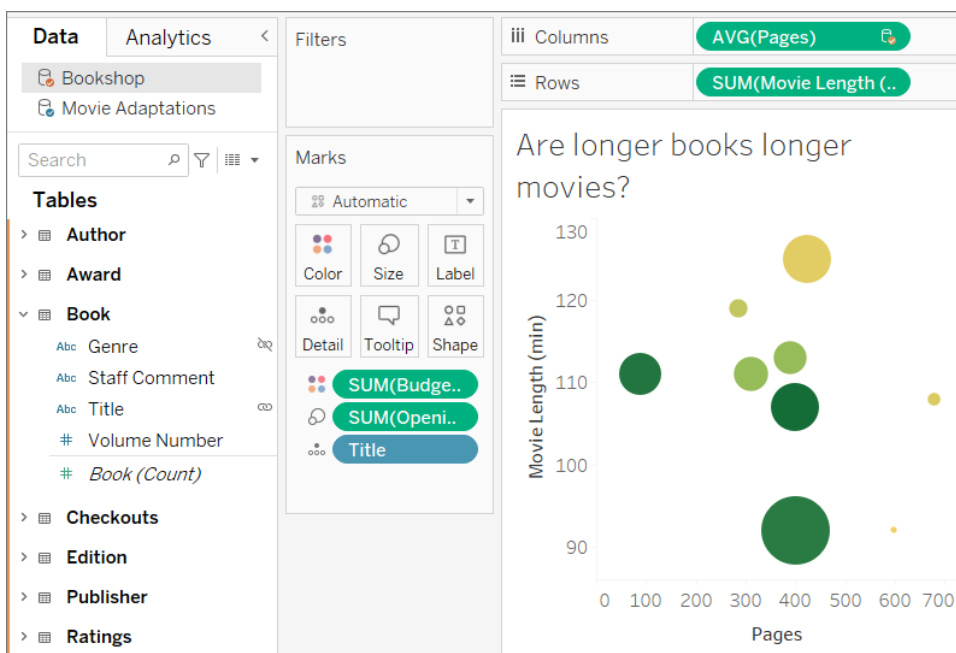 Data
Analytics
Bookshop
Movie Adaptations
Search
Tables
Author
Award
Book
Abc Genre
Abc Staff Comment
Abc Title
# Volume Number
# Book (Count)
Checkouts
Edition
Publisher
Ratings
Filters
Marks
Automatic
Color Size Label
Detail Tooltip Shape
SUM(Budge..
SUM(Openi..
Title
Columns AVG(Pages)
Rows SUM(Movie Length (..
Are longer books longer
movies?
Movie Length (min)
130
120
110
100
90
0 100 200 300 400 500 600 700
Pages